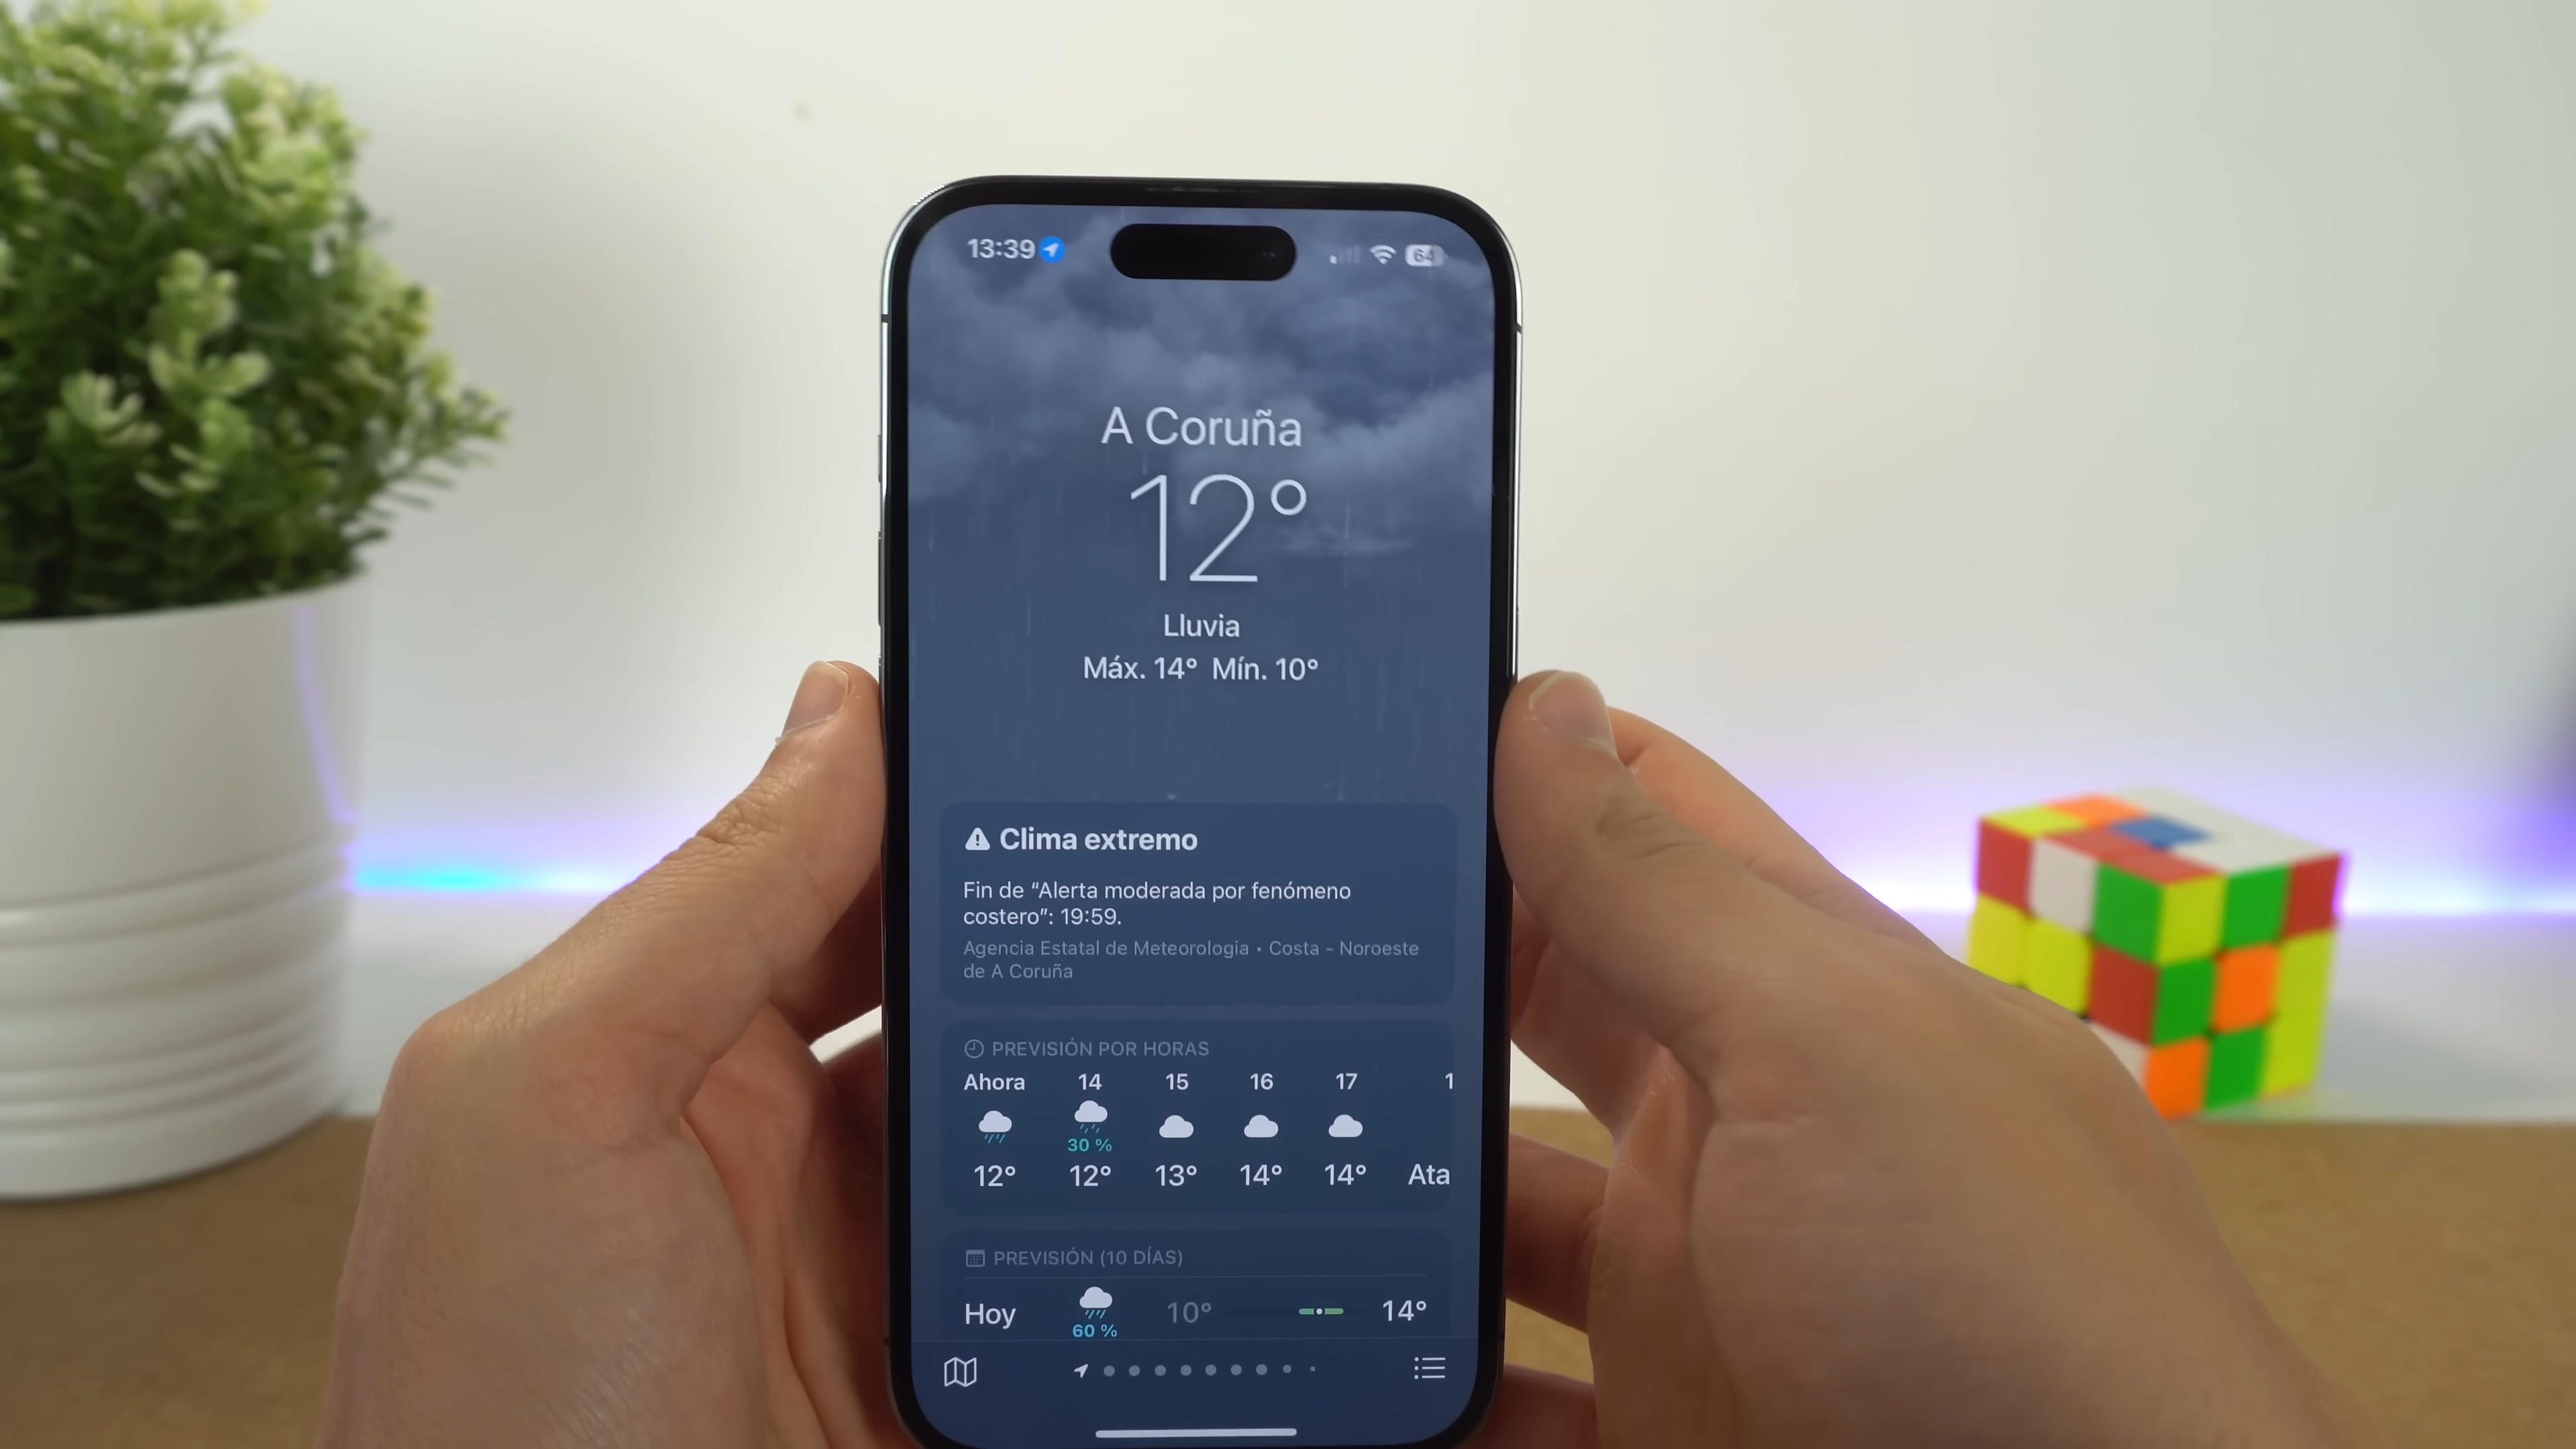 13:39
64
A Coruña
12°
Lluvia
Máx. 14° Mín. 10°
Clima extremo
Fin de “Alerta moderada por fenómeno
costero”: 19:59.
Agencia Estatal de Meteorologia • Costa - Noroeste
de A Coruña
PREVISIÓN POR HORAS
Ahora 14 15 16 17 1
30 %
12° 12° 13° 14° 14° Ata
PREVISIÓN (10 DÍAS)
Hoy 10° 14°
60 %